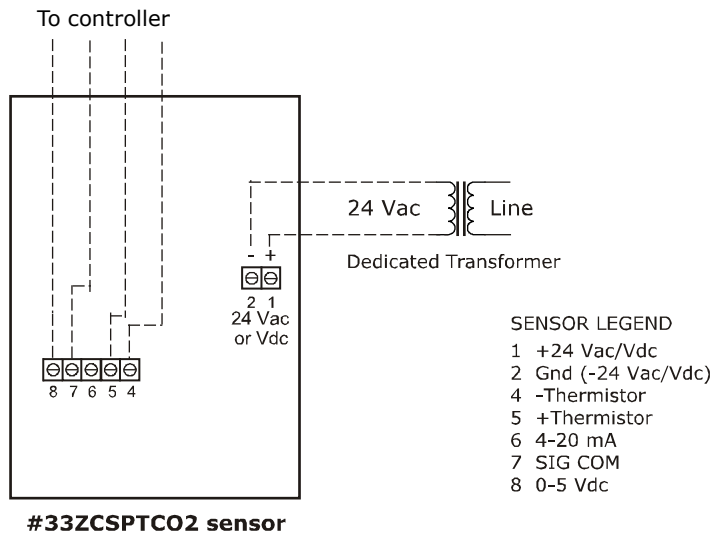 To controller
24 Vac
Line
Dedicated Transformer
- +
2 1
24 Vac
or Vdc
8 7 6 5 4
SENSOR LEGEND
1 +24 Vac/Vdc
2 Gnd (-24 Vac/Vdc)
4 -Thermistor
5 +Thermistor
6 4-20 mA
7 SIG COM
8 0-5 Vdc
#33ZCSPTCO2 sensor